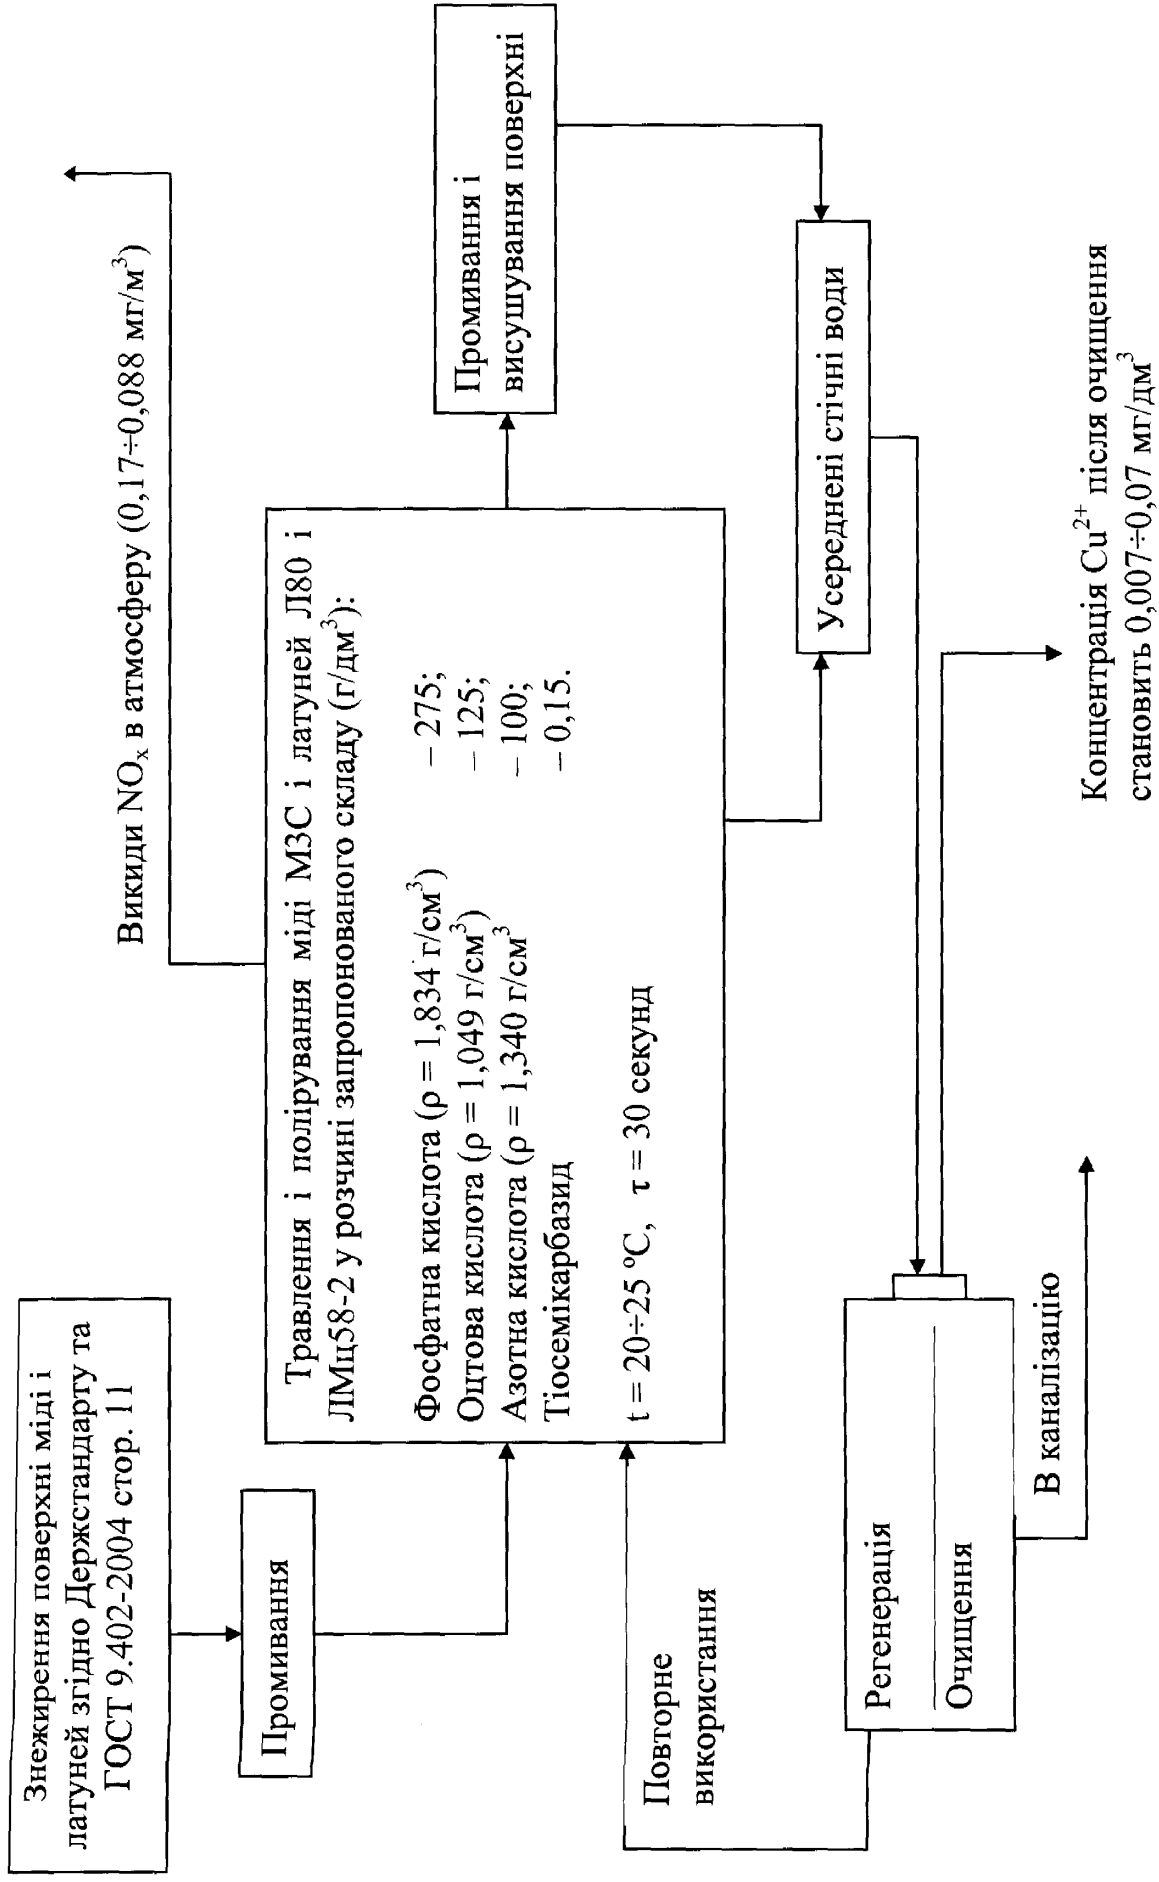 Знежирення поверхні міді і
латуней згідно Держстандарту та
ГОСТ 9.402-2004 стор. 11
Промивання
Викиди NOₓ в атмосферу (0,17÷0,088 мг/м³)
Травлення і полірування міді МЗС і латуней Л80 і
ЛМц58-2 у розчині запропонованого складу (г/дм³):
Фосфатна кислота (ρ = 1,834 г/см³) – 275;
Оцтова кислота (ρ = 1,049 г/см³) – 125;
Азотна кислота (ρ = 1,340 г/см³ – 100;
Тіосемікарбазид – 0,15.
t = 20÷25 ºС, τ = 30 секунд
Промивання і
висушування поверхні
Повторне
використання
Усереднені стічні води
Регенерація
Очищення
В каналізацію
Концентрація Cu²⁺ після очищення
становить 0,007÷0,07 мг/дм³